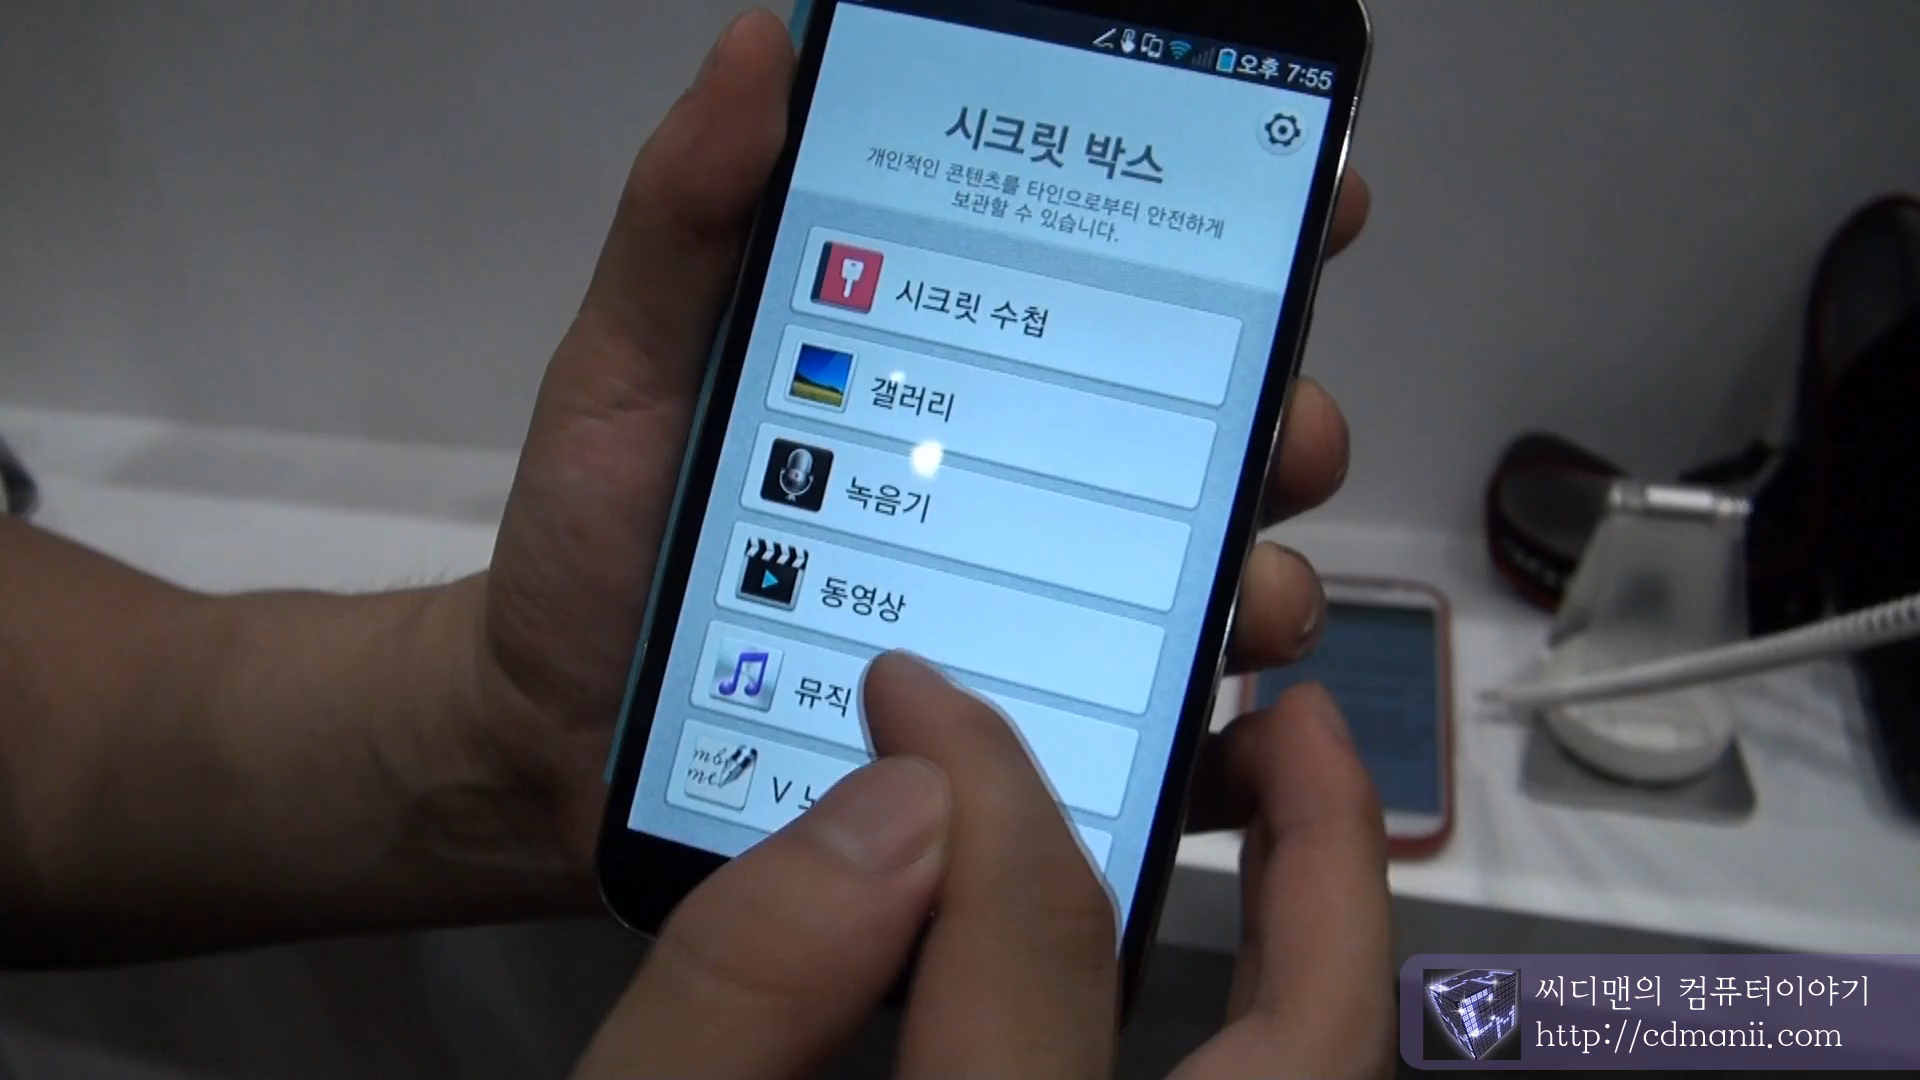 오후 7:55
시크릿 박스
개인적인 콘텐츠를 타인으로부터 안전하게
보관할 수 있습니다.
시크릿 수첩
갤러리
녹음기
동영상
뮤직
V
씨디맨의 컴퓨터이야기
http://cdmanii.com